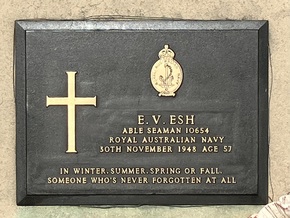 E. V. ESH
ABLE SEAMAN 10654
ROYAL AUSTRALIAN NAVY
30TH NOVEMBER 1948 AGE 57
IN WINTER, SUMMER, SPRING OR FALL,
SOMEONE WHO'S NEVER FORGOTTEN AT ALL